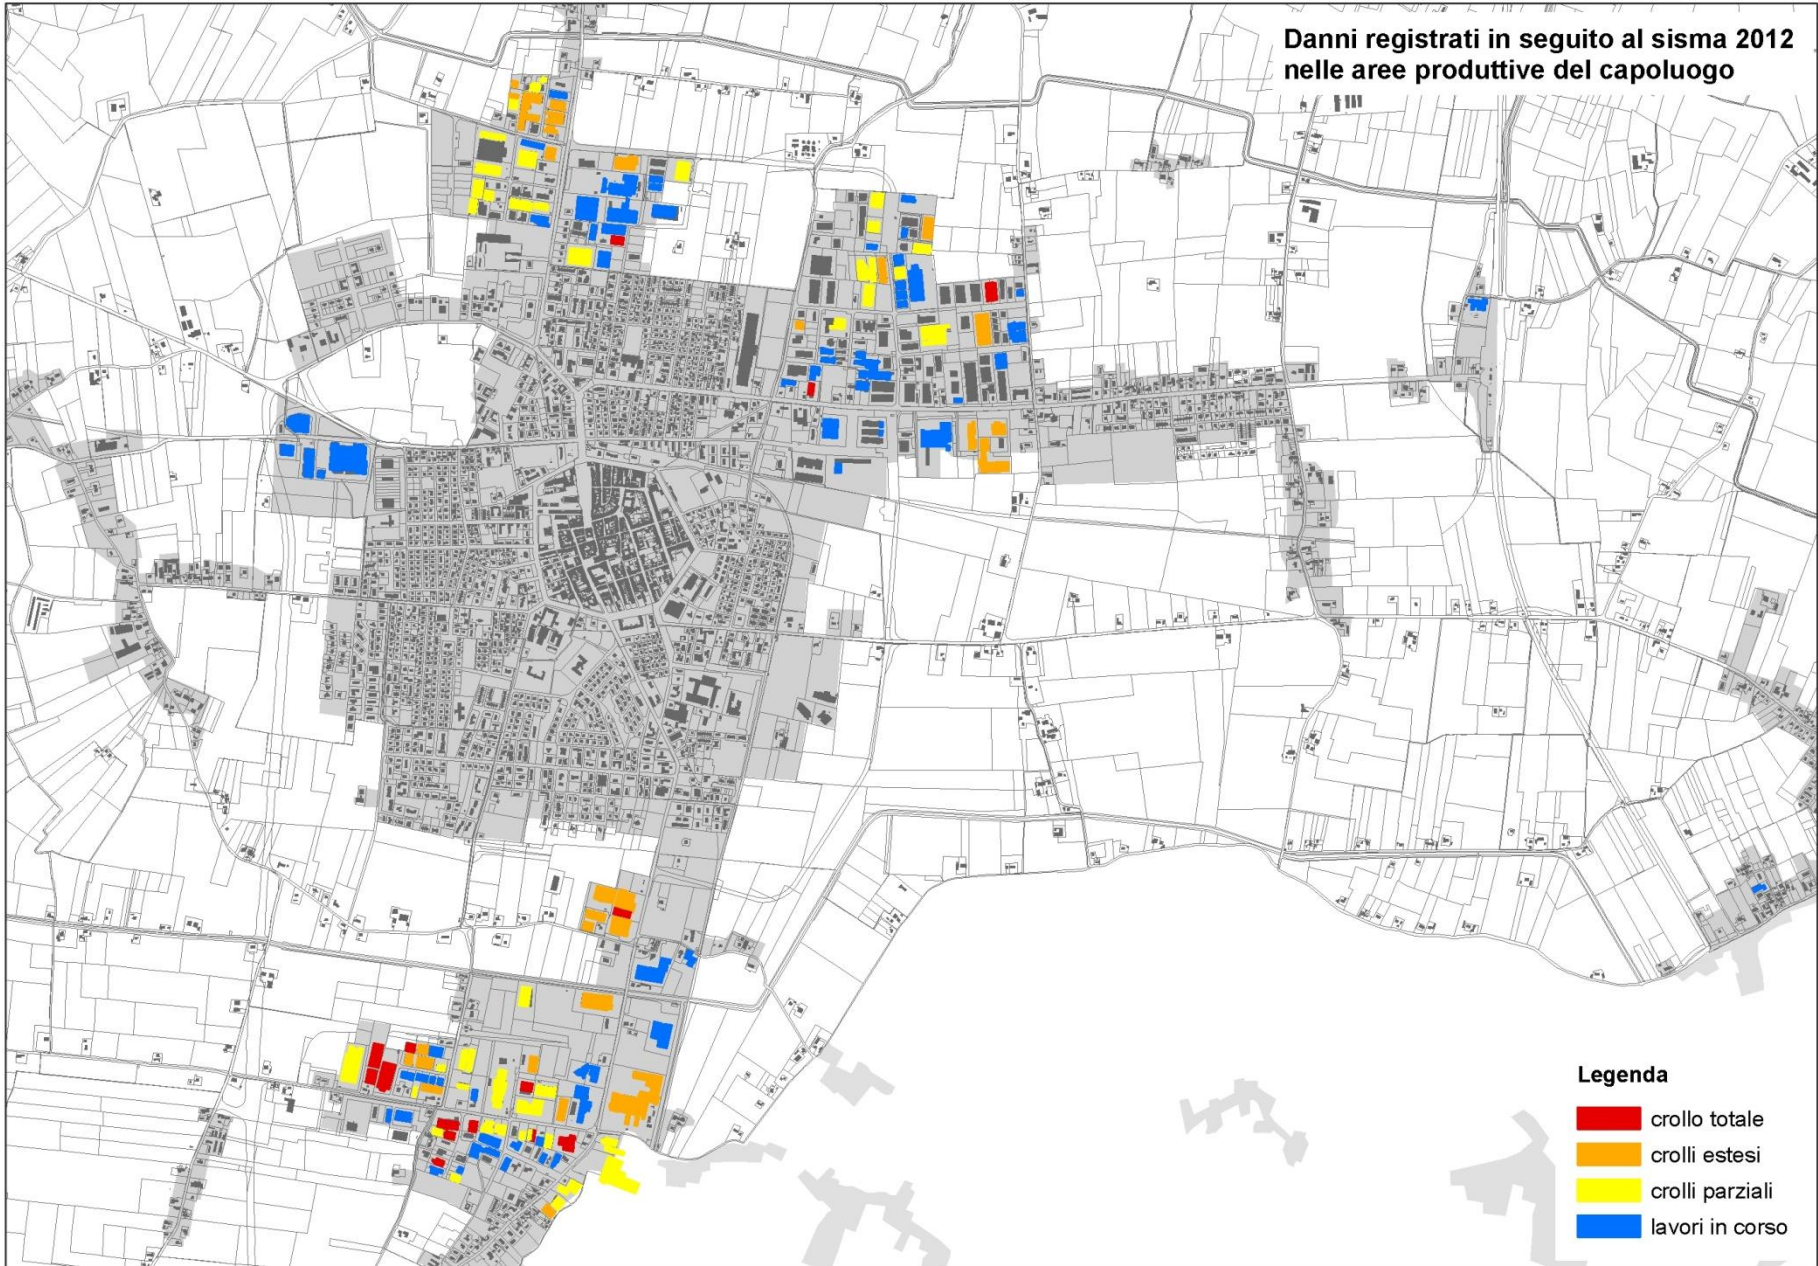 Danni registrati in seguito al sisma 2012
nelle aree produttive del capoluogo
Legenda
crollo totale
crolli estesi
crolli parziali
lavori in corso